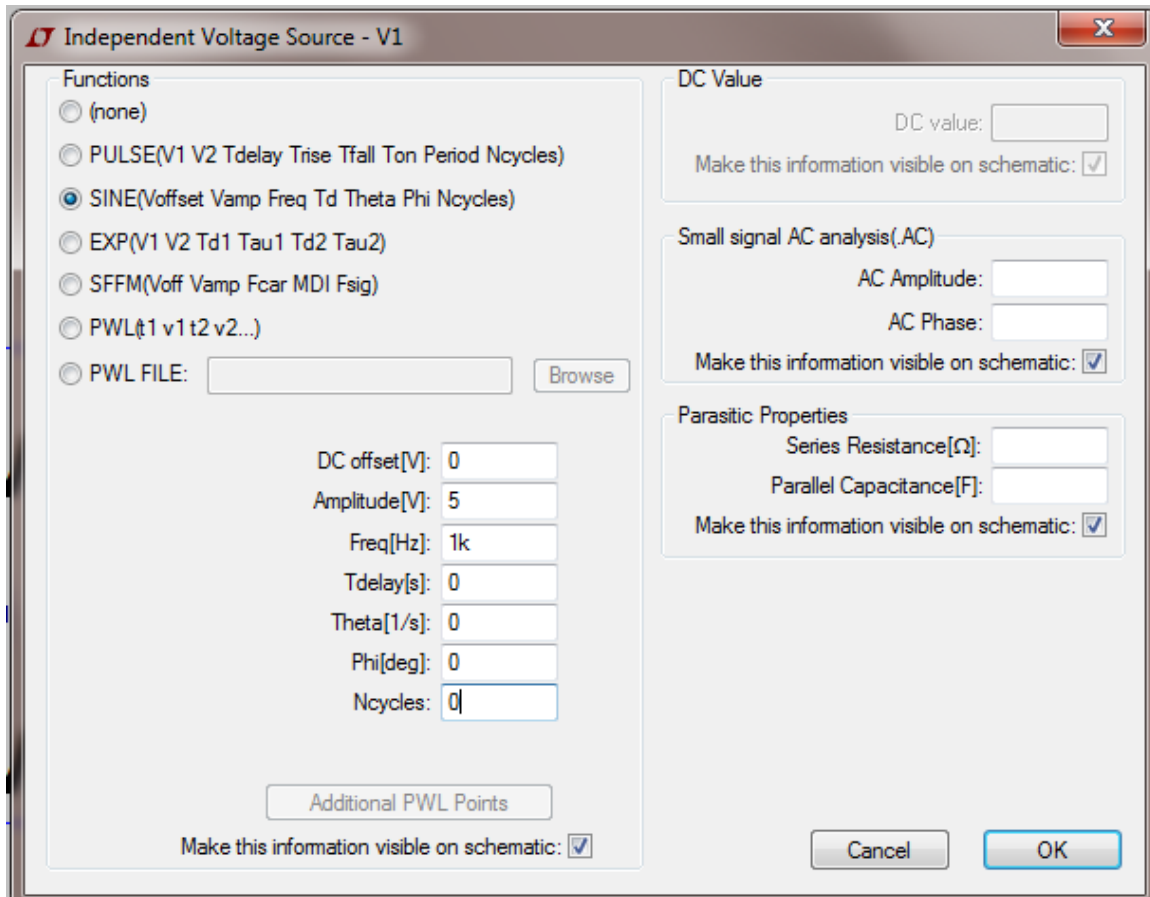 Independent Voltage Source - V1
Functions
(none)
PULSE(V1 V2 Tdelay Trise Tfall Ton Period Ncycles)
SINE(Voffset Vamp Freq Td Theta Phi Ncycles)
EXP(V1 V2 Td1 Tau1 Td2 Tau2)
SFFM(Voff Vamp Fcar MDI Fsig)
PWL(t1 v1 t2 v2...)
PWL FILE: Browse
DC offset[V]: 0
Amplitude[V]: 5
Freq[Hz]: 1k
Tdelay[s]: 0
Theta[1/s]: 0
Phi[deg]: 0
Ncycles: 0
Additional PWL Points
Make this information visible on schematic:
DC Value
DC value:
Make this information visible on schematic:
Small signal AC analysis(.AC)
AC Amplitude:
AC Phase:
Make this information visible on schematic:
Parasitic Properties
Series Resistance[Ω]:
Parallel Capacitance[F]:
Make this information visible on schematic:
Cancel OK